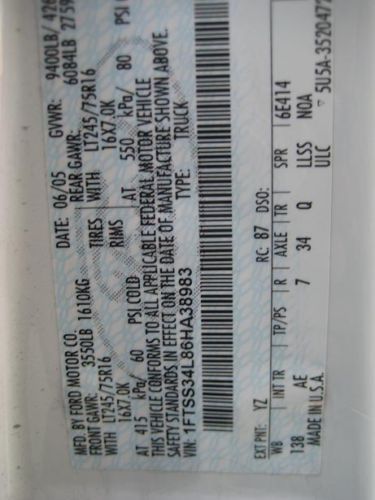 MFD. BY FORD MOTOR CO.
DATE: 06/05 GVWR: 9400LB/ 426
FRONT GAWR: 3550LB 1610KG REAR GAWR: 6084LB 2759
WITH LT245/75R16 TIRES WITH LT245/75R16
16X7.0K RIMS 16X7.0K
AT 415 kPa/ 60 PSI COLD AT 550 kPa/ 80 PSI
THIS VEHICLE CONFORMS TO ALL APPLICABLE FEDERAL MOTOR VEHICLE
SAFETY STANDARDS IN EFFECT ON THE DATE OF MANUFACTURE SHOWN ABOVE.
VIN: 1FTSS34L86HA38983 TYPE: TRUCK
EXT PNT: YZ RC: 87 DSO:
WB INT TR TP/PS R AXLE TR SPR 6E414
138 AE 7 34 Q LLSS NOA
MADE IN U.S.A. ULC ▽ 5U5A-3520472